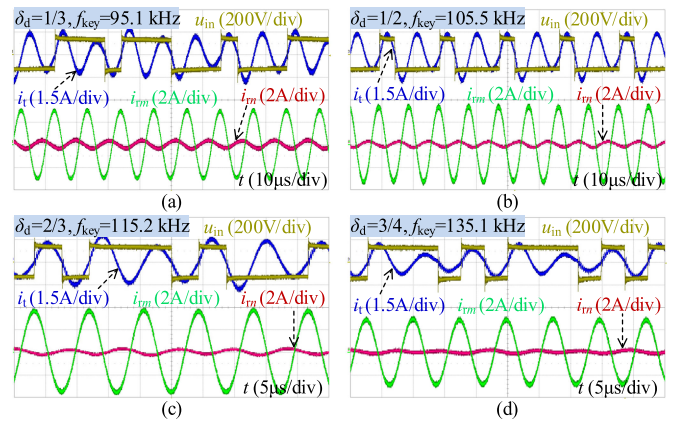 δd=1/3, fkey=95.1 kHz uin (200V/div)
it (1.5A/div) irm (2A/div) irn (2A/div)
t (10μs/div)
(a)
δd=1/2, fkey=105.5 kHz uin (200V/div)
it (1.5A/div) irm (2A/div) irn (2A/div)
t (10μs/div)
(b)
δd=2/3, fkey=115.2 kHz uin (200V/div)
it (1.5A/div) irm (2A/div) irn (2A/div)
t (5μs/div)
(c)
δd=3/4, fkey=135.1 kHz uin (200V/div)
it (1.5A/div) irm (2A/div) irn (2A/div)
t (5μs/div)
(d)